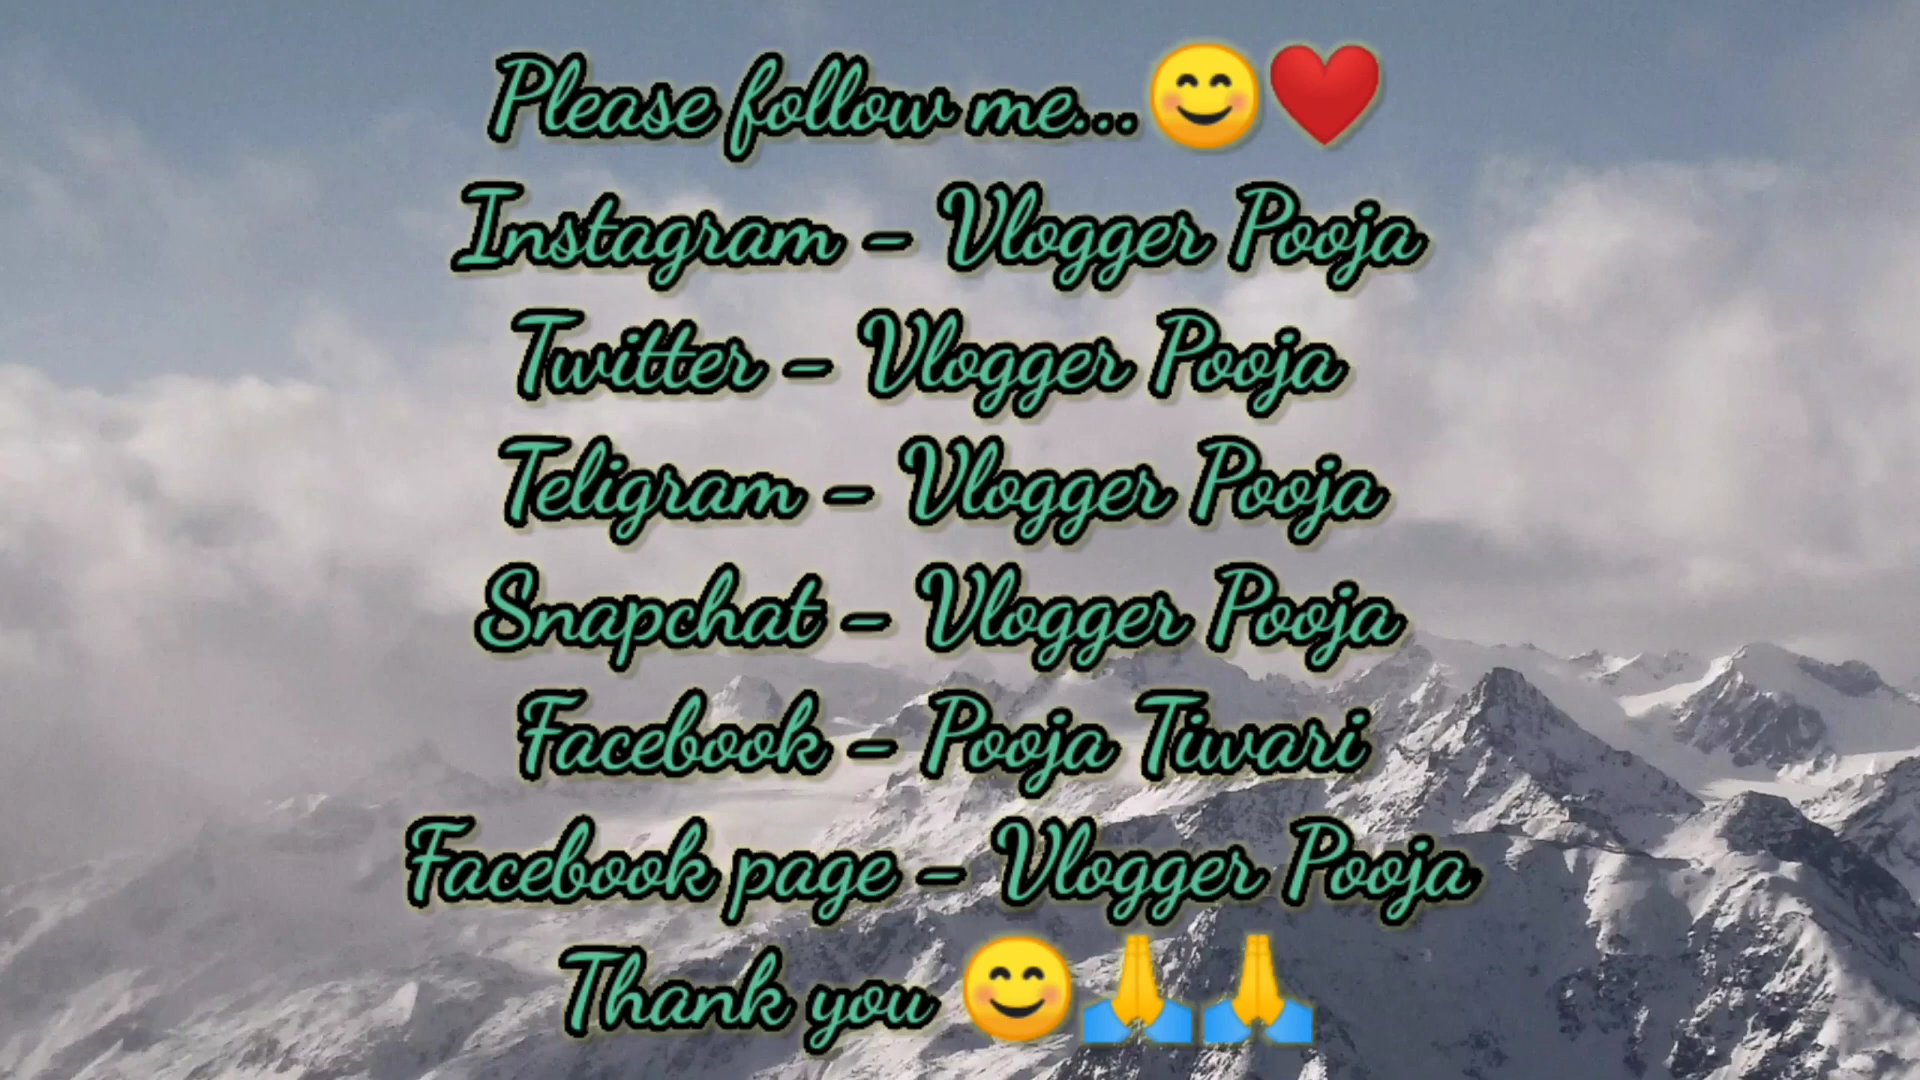 Please follow me...😊❤️
Instagram - Vlogger Pooja
Twitter - Vlogger Pooja
Teligram - Vlogger Pooja
Snapchat - Vlogger Pooja
Facebook - Pooja Tiwari
Facebook page - Vlogger Pooja
Thank you 😊🙏🙏